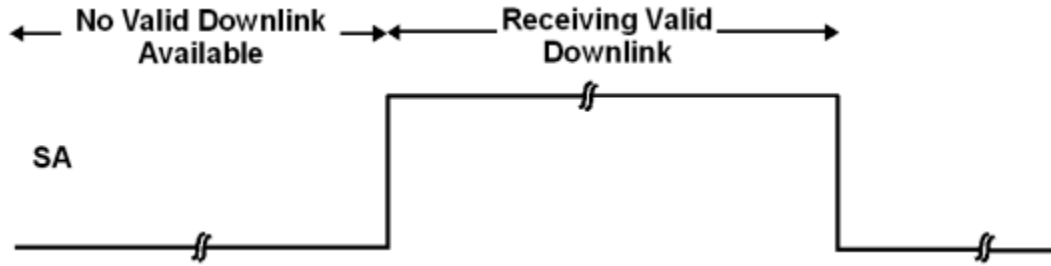 No Valid Downlink
Available
Receiving Valid
Downlink
SA